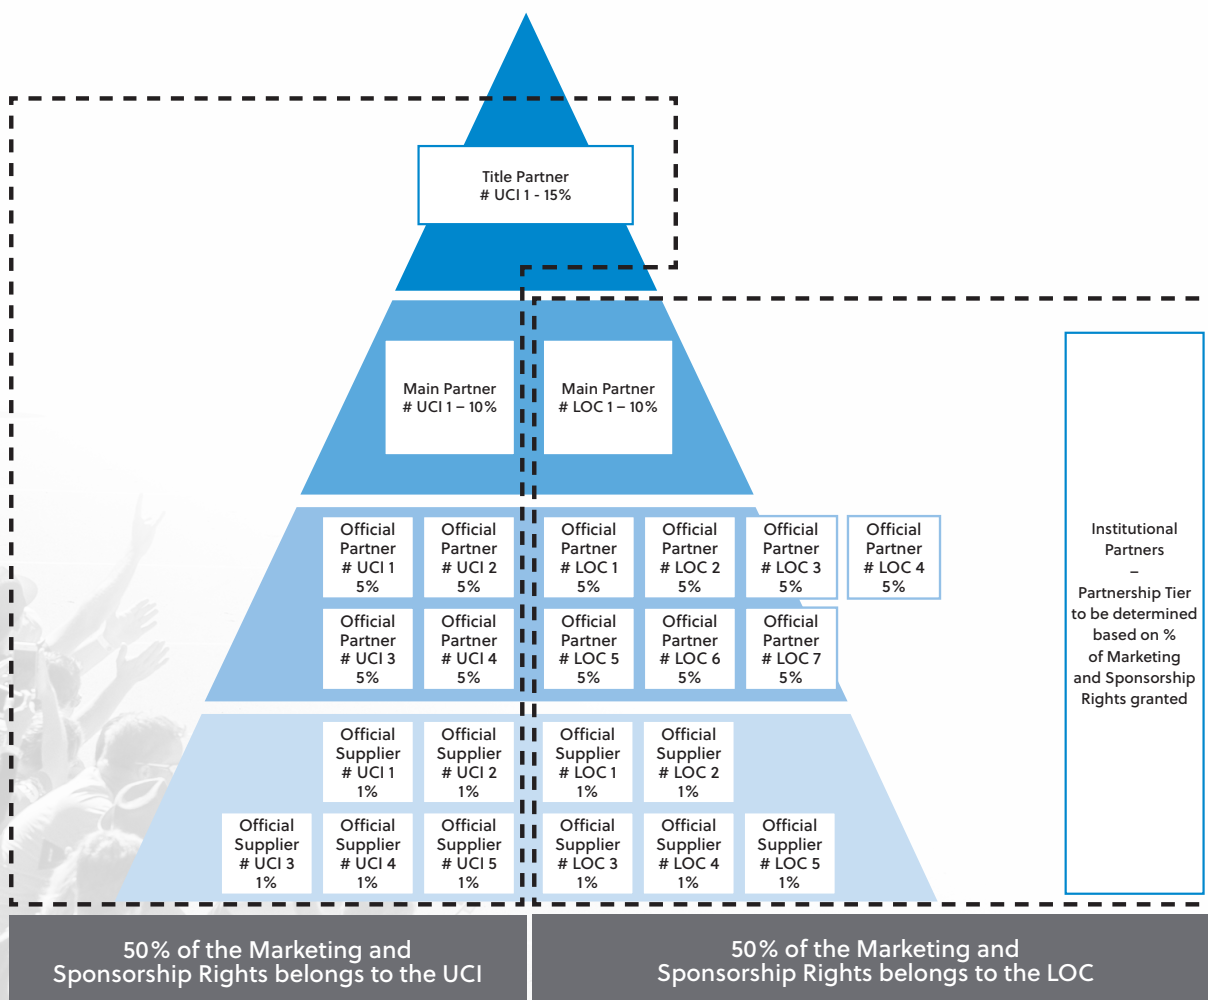 Title Partner
# UCI 1 - 15%
Main Partner
# UCI 1 – 10%
Main Partner
# LOC 1 – 10%
Official
Partner
# UCI 1
5%
Official
Partner
# UCI 2
5%
Official
Partner
# LOC 1
5%
Official
Partner
# LOC 2
5%
Official
Partner
# LOC 3
5%
Official
Partner
# LOC 4
5%
Official
Partner
# UCI 3
5%
Official
Partner
# UCI 4
5%
Official
Partner
# LOC 5
5%
Official
Partner
# LOC 6
5%
Official
Partner
# LOC 7
5%
Official
Supplier
# UCI 1
1%
Official
Supplier
# UCI 2
1%
Official
Supplier
# LOC 1
1%
Official
Supplier
# LOC 2
1%
Official
Supplier
# UCI 3
1%
Official
Supplier
# UCI 4
1%
Official
Supplier
# UCI 5
1%
Official
Supplier
# LOC 3
1%
Official
Supplier
# LOC 4
1%
Official
Supplier
# LOC 5
1%
Institutional
Partners
–
Partnership Tier
to be determined
based on %
of Marketing
and Sponsorship
Rights granted
50% of the Marketing and
Sponsorship Rights belongs to the UCI
50% of the Marketing and
Sponsorship Rights belongs to the LOC